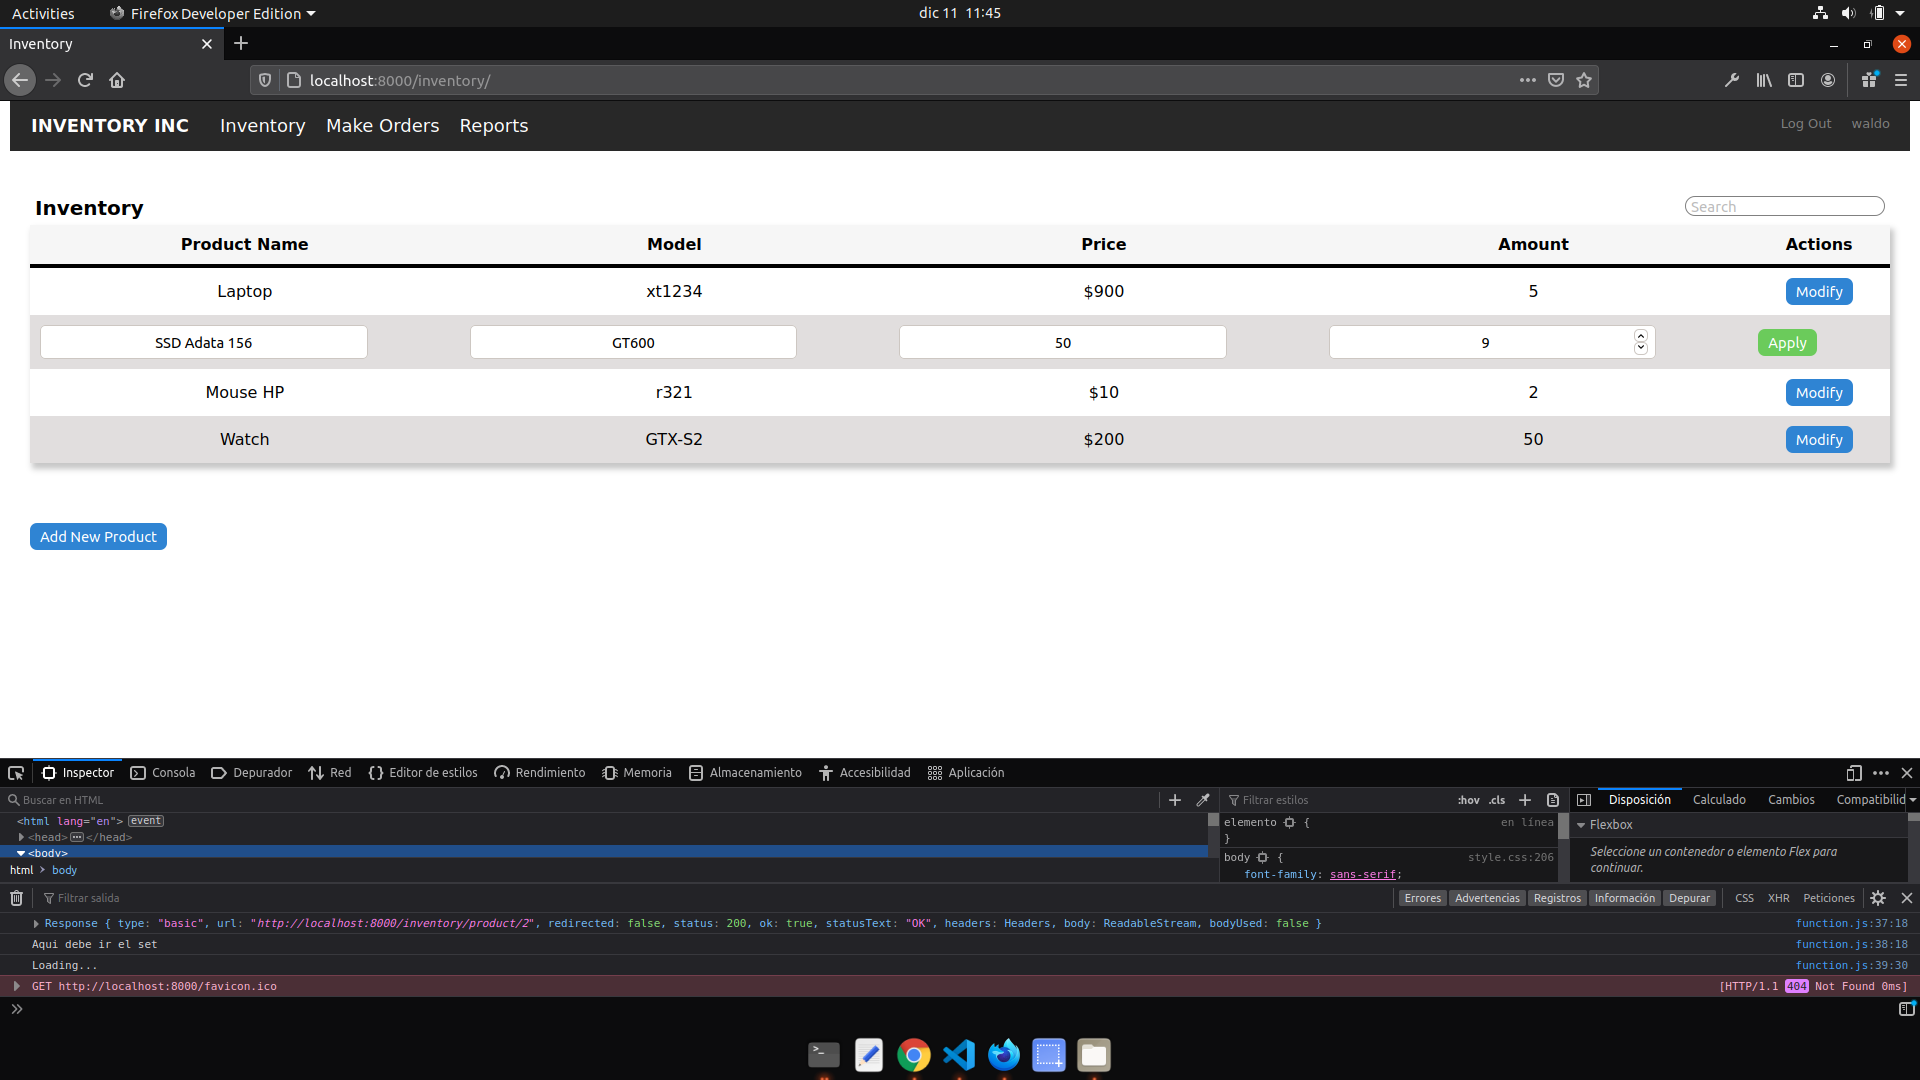 Activities Firefox Developer Edition dic 11 11:45
Inventory
localhost:8000/inventory/
INVENTORY INC Inventory Make Orders Reports Log Out waldo
Inventory Search
Product Name Model Price Amount Actions
Laptop xt1234 $900 5 Modify
SSD Adata 156 GT600 50 9 Apply
Mouse HP r321 $10 2 Modify
Watch GTX-S2 $200 50 Modify
Add New Product
Inspector Consola Depurador Red Editor de estilos Rendimiento Memoria Almacenamiento Accesibilidad Aplicación
Buscar en HTML Filtrar estilos :hov .cls Disposición Calculado Cambios Compatibilid
<html lang="en"> event
<head> ••• </head>
<body>
html > body
elemento { en línea
}
body { style.css:206
font-family: sans-serif;
Flexbox
Seleccione un contenedor o elemento Flex para
continuar.
Filtrar salida Errores Advertencias Registros Información Depurar CSS XHR Peticiones
Response { type: "basic", url: "http://localhost:8000/inventory/product/2", redirected: false, status: 200, ok: true, statusText: "OK", headers: Headers, body: ReadableStream, bodyUsed: false } function.js:37:18
Aqui debe ir el set function.js:38:18
Loading... function.js:39:30
GET http://localhost:8000/favicon.ico [HTTP/1.1 404 Not Found 0ms]